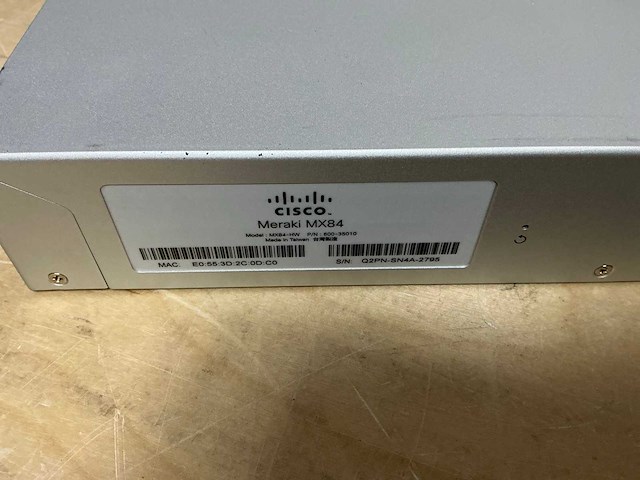 CISCO
Meraki MX84
Model: MX84-HW P/N: 600-35010
Made in Taiwan 台灣製造
MAC: E0:55:3D:2C:0D:C0
S/N: Q2PN-SN4A-2795